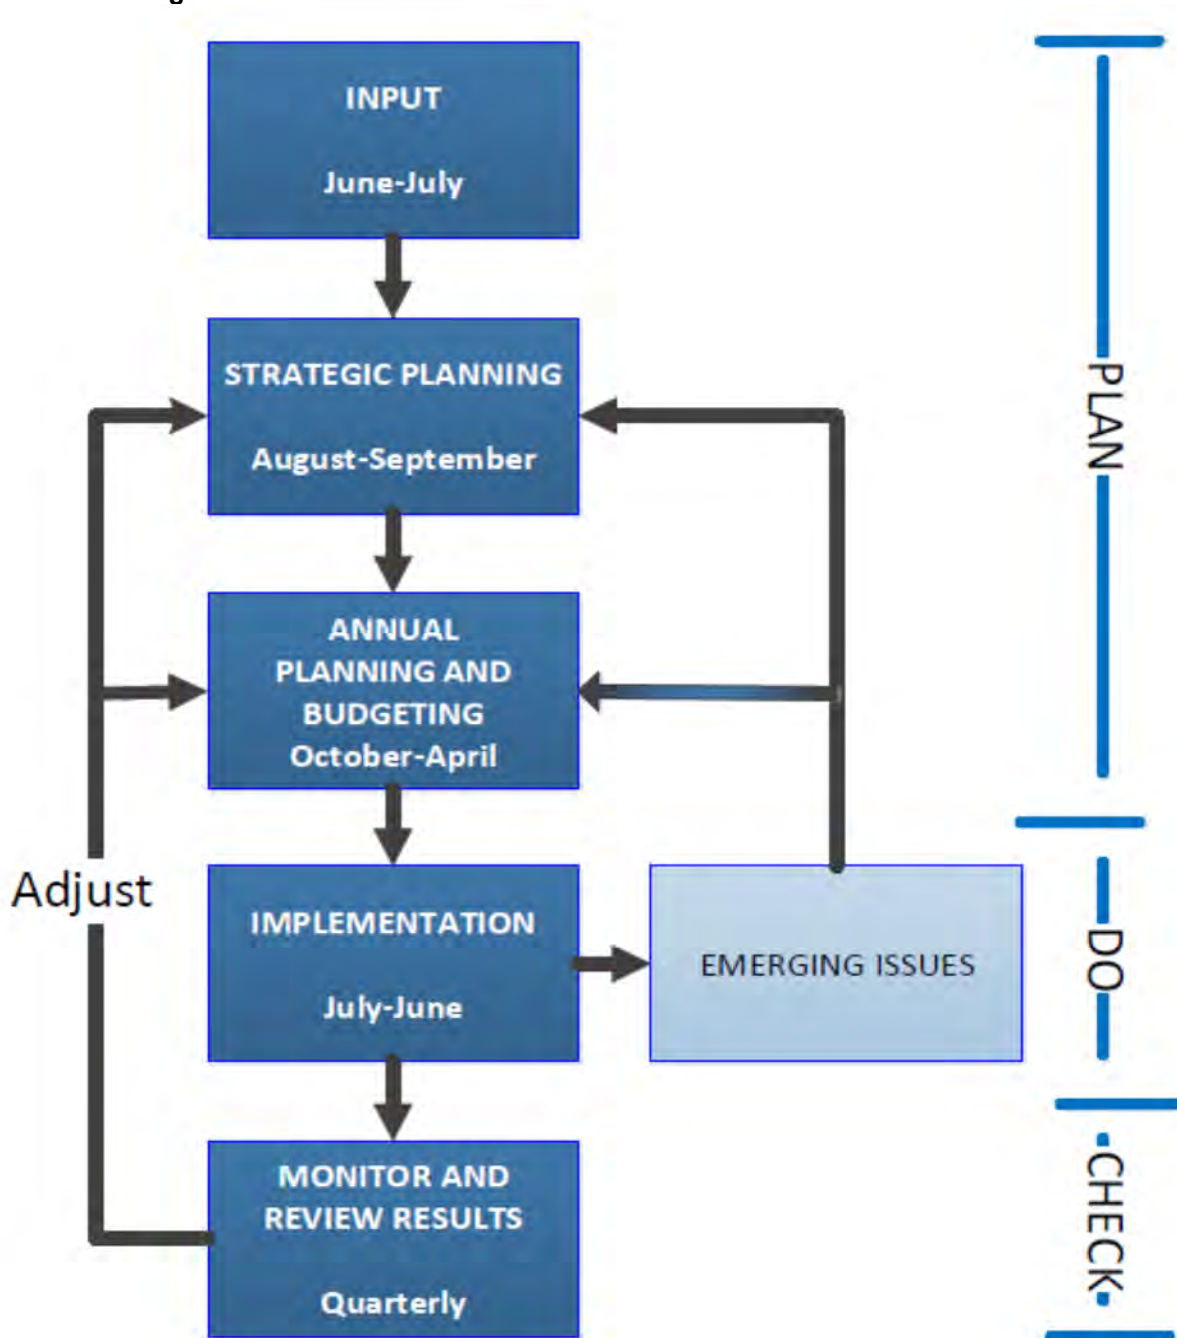 INPUT
June-July
STRATEGIC PLANNING
August-September
ANNUAL
PLANNING AND
BUDGETING
October-April
Adjust
IMPLEMENTATION
July-June
EMERGING ISSUES
MONITOR AND
REVIEW RESULTS
Quarterly
PLAN
DO
CHECK